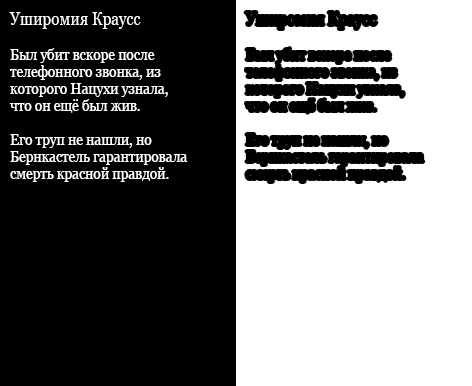 Уширомия Краусс
Был убит вскоре после
телефонного звонка, из
которого Нацухи узнала,
что он ещё был жив.
Его труп не нашли, но
Бернкастель гарантировала
смерть красной правдой.
Уширомия Краусс
Был убит вскоре после
телефонного звонка, из
которого Нацухи узнала,
что он ещё был жив.
Его труп не нашли, но
Бернкастель гарантировала
смерть красной правдой.